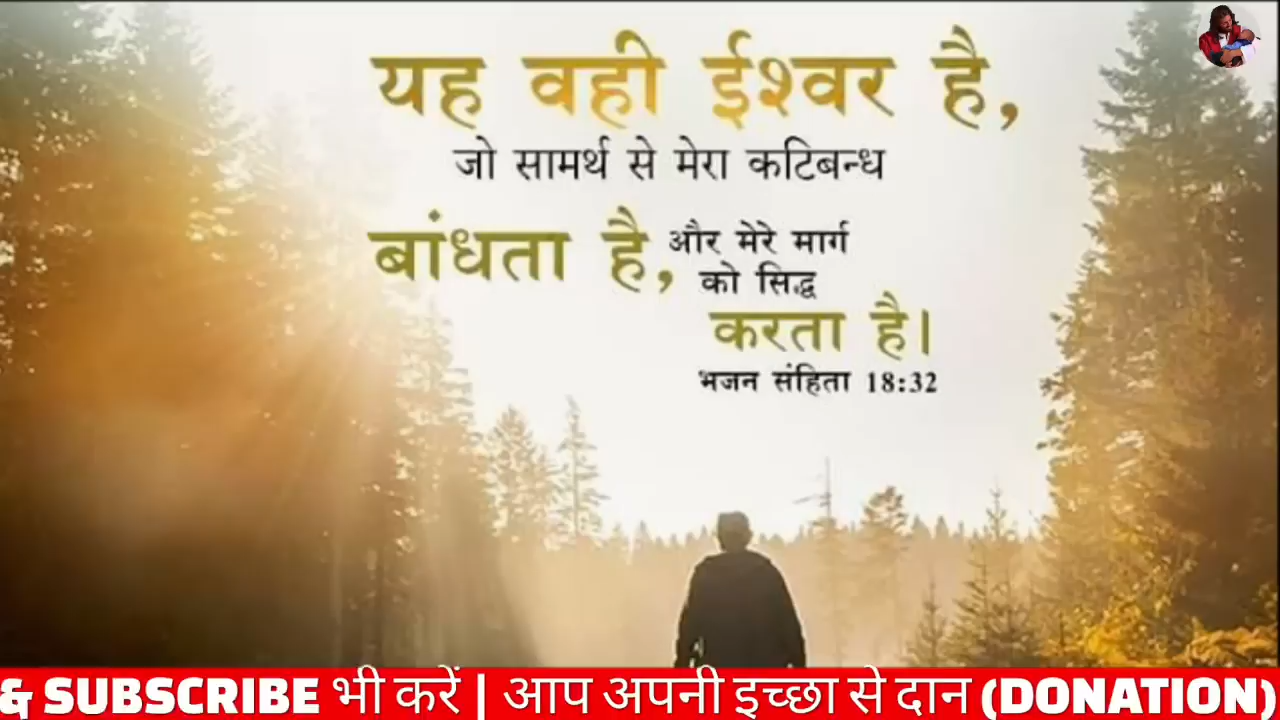 यह वही ईश्वर है,
जो सामर्थ से मेरा कटिबन्ध
बांधता है,
और मेरे मार्ग
को सिद्ध
करता है।
भजन संहिता 18:32
& SUBSCRIBE भी करें | आप अपनी इच्छा से दान (DONATION)